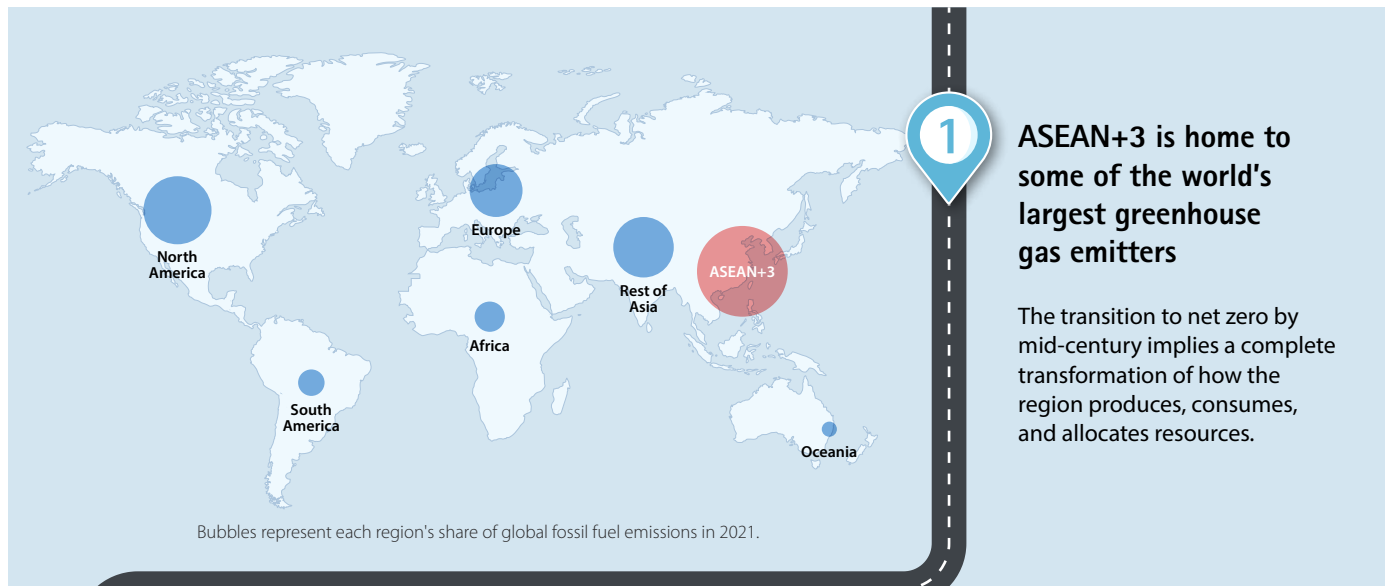 1
ASEAN+3 is home to
some of the world's
largest greenhouse
gas emitters
The transition to net zero by
mid-century implies a complete
transformation of how the
region produces, consumes,
and allocates resources.
North
America
Europe
ASEAN+3
Rest of
Asia
Africa
South
America
Oceania
Bubbles represent each region's share of global fossil fuel emissions in 2021.